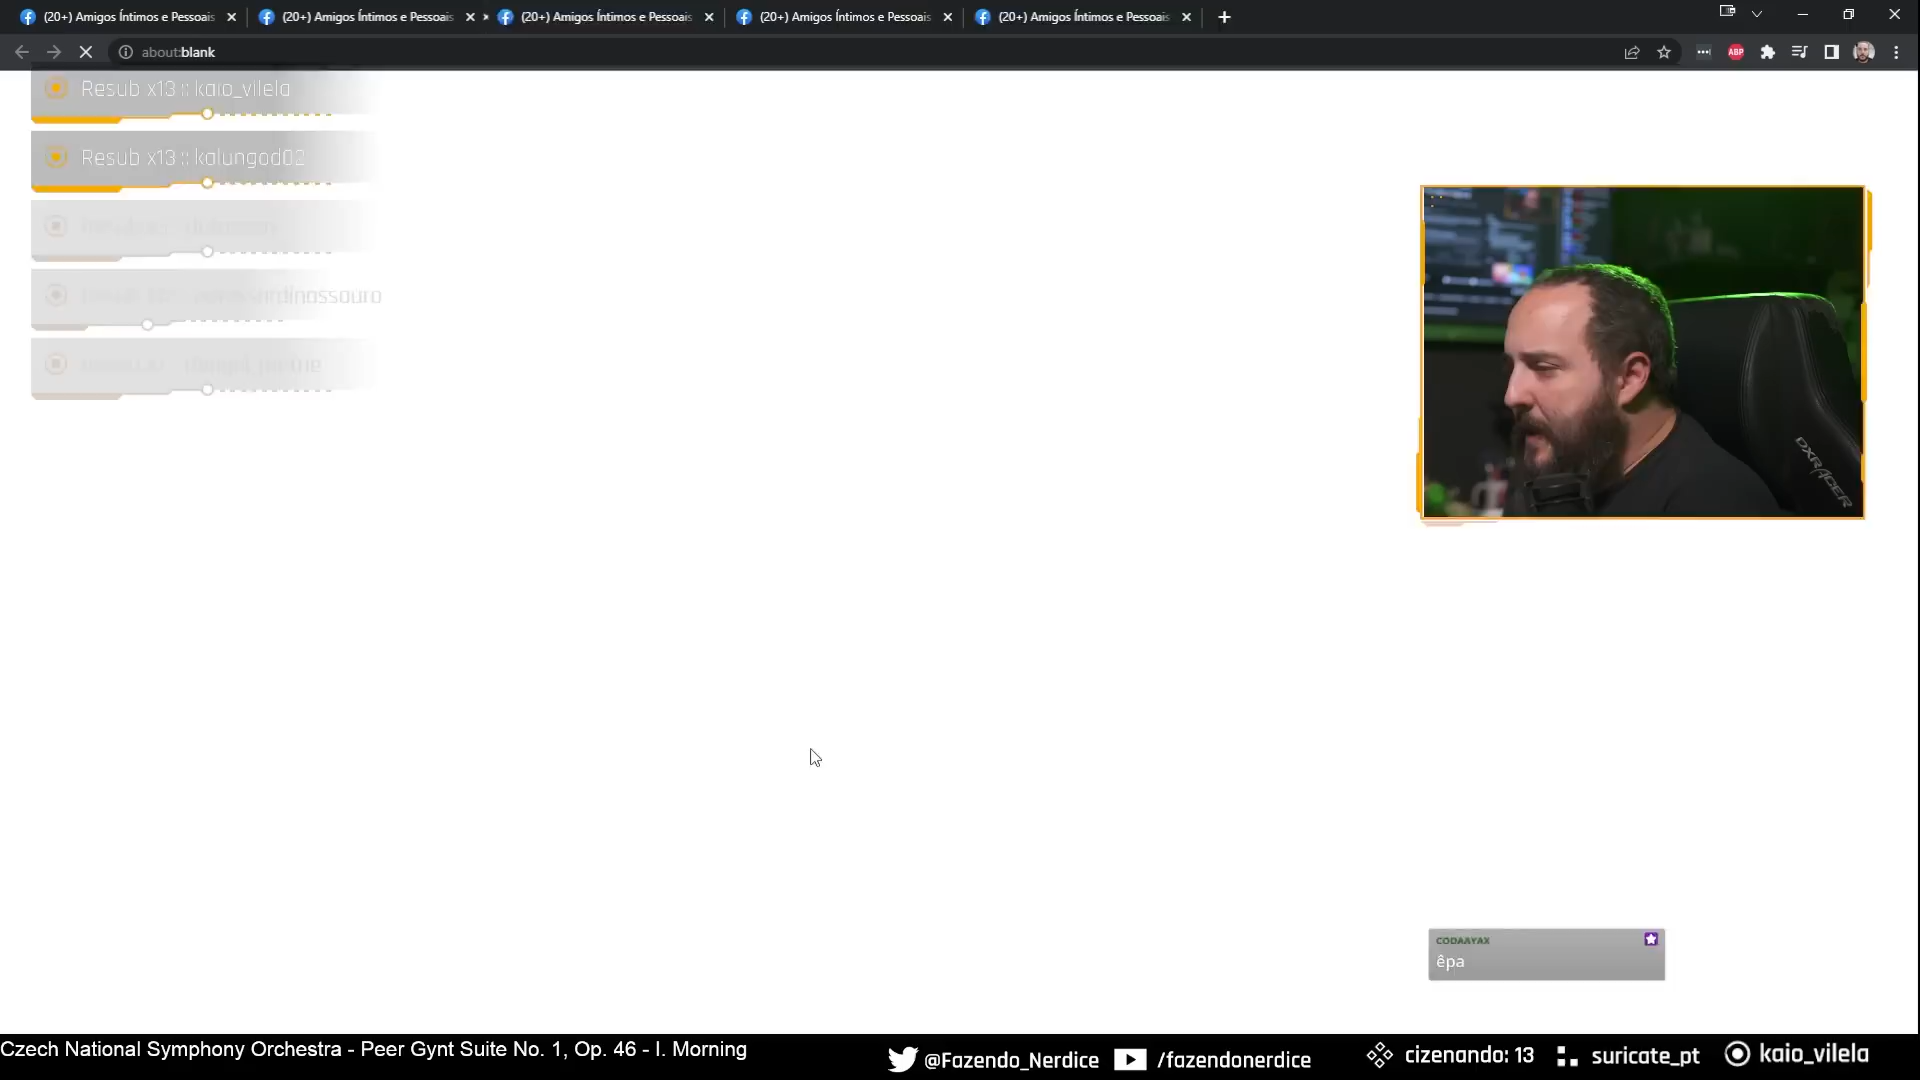 (20+) Amigos Íntimos e Pessoais
(20+) Amigos Íntimos e Pessoais
(20+) Amigos Íntimos e Pessoais
(20+) Amigos Íntimos e Pessoais
(20+) Amigos Íntimos e Pessoais
about:blank
ABP
Resub x13 :: kaio_vilela
Resub x13 :: kalungod02
DXRACER
CODAAYAX
êpa
Czech National Symphony Orchestra - Peer Gynt Suite No. 1, Op. 46 - I. Morning
@Fazendo_Nerdice
/fazendonerdice
cizenando: 13
suricate_pt
kaio_vilela